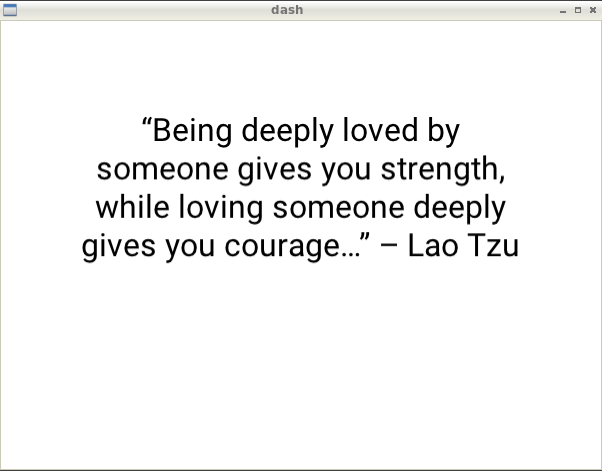 dash
“Being deeply loved by
someone gives you strength,
while loving someone deeply
gives you courage…” – Lao Tzu